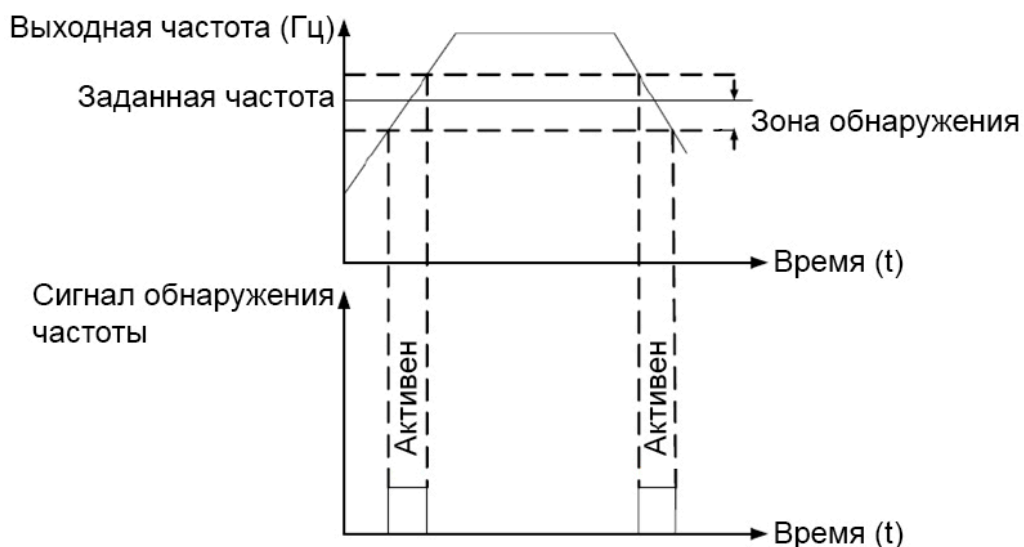 Выходная частота (Гц)
Заданная частота
Зона обнаружения
Время (t)
Сигнал обнаружения
частоты
Активен
Активен
Время (t)